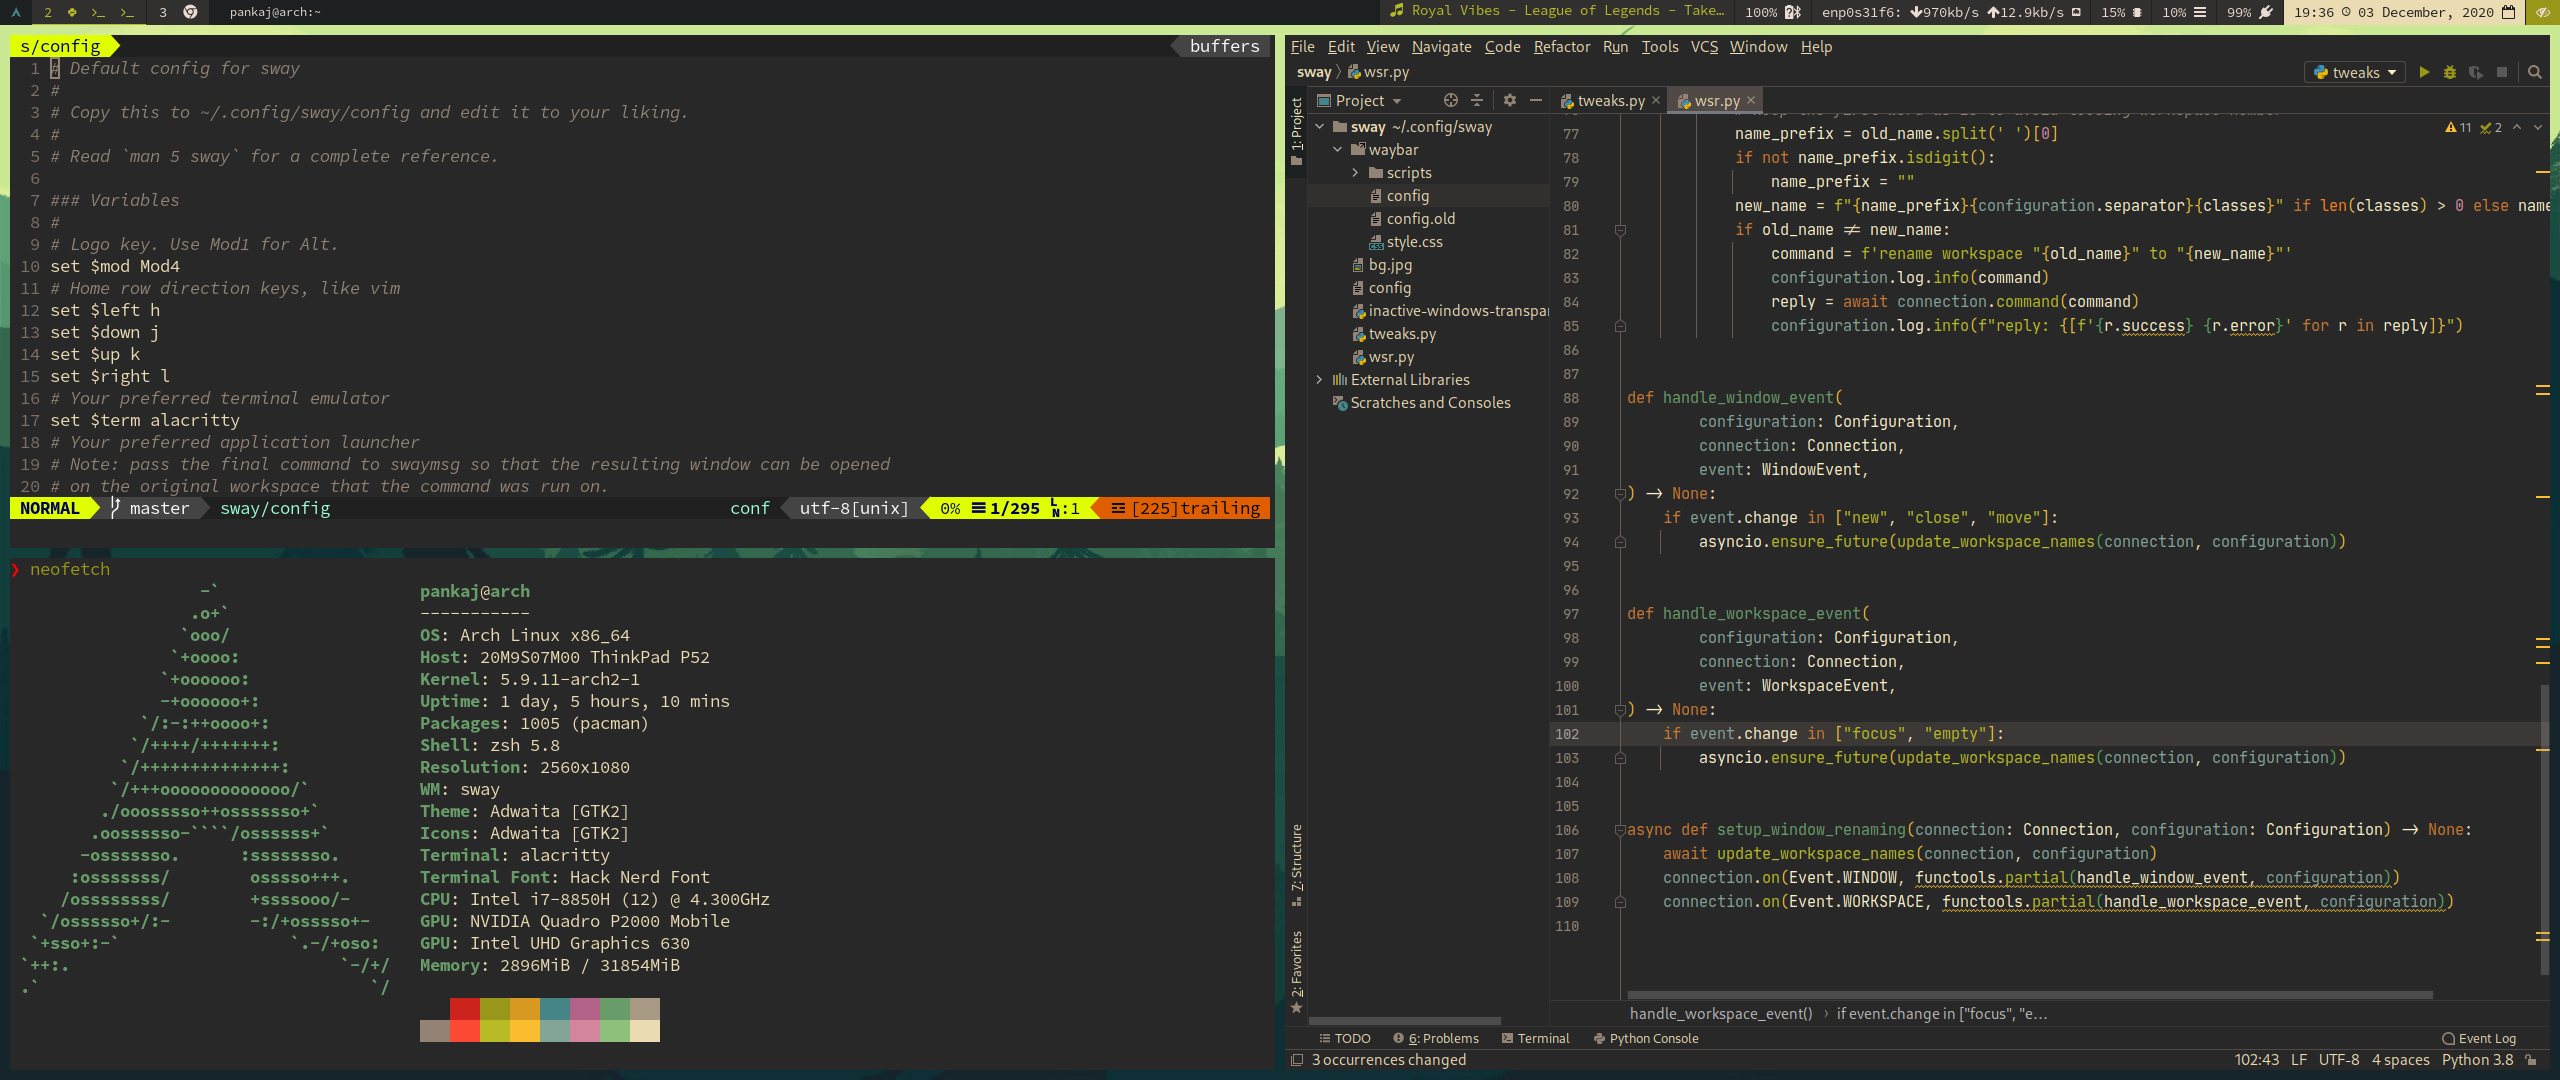 2 >_ >_ 3 pankaj@arch:~
Royal Vibes - League of Legends - Take… 100% enp0s31f6: 970kb/s 12.9kb/s 15% 10% 99% 19:36 03 December, 2020
s/config buffers
1 # Default config for sway
2 #
3 # Copy this to ~/.config/sway/config and edit it to your liking.
4 #
5 # Read `man 5 sway` for a complete reference.
6
7 ### Variables
8 #
9 # Logo key. Use Mod1 for Alt.
10 set $mod Mod4
11 # Home row direction keys, like vim
12 set $left h
13 set $down j
14 set $up k
15 set $right l
16 # Your preferred terminal emulator
17 set $term alacritty
18 # Your preferred application launcher
19 # Note: pass the final command to swaymsg so that the resulting window can be opened
20 # on the original workspace that the command was run on.
NORMAL master sway/config conf utf-8[unix] 0% 1/295 LN:1 [225]trailing
❯ neofetch
-`
.o+` pankaj@arch
`ooo/ -----------
`+oooo: OS: Arch Linux x86_64
`+oooooo: Host: 20M9S07M00 ThinkPad P52
-+oooooo+: Kernel: 5.9.11-arch2-1
`/:-:++oooo+: Uptime: 1 day, 5 hours, 10 mins
`/++++/+++++++: Packages: 1005 (pacman)
`/++++++++++++++: Shell: zsh 5.8
`/+++ooooooooooooo/` Resolution: 2560x1080
./ooosssso++osssssso+` WM: sway
.oossssso-````/ossssss+` Theme: Adwaita [GTK2]
-osssssso. :ssssssso. Icons: Adwaita [GTK2]
:osssssss/ osssso+++. Terminal: alacritty
/ossssssss/ +ssssooo/- Terminal Font: Hack Nerd Font
`/ossssso+/:- -:/+osssso+- CPU: Intel i7-8850H (12) @ 4.300GHz
`+sso+:-` `.-/+oso: GPU: NVIDIA Quadro P2000 Mobile
`++:. `-/+/ GPU: Intel UHD Graphics 630
.` `/ Memory: 2896MiB / 31854MiB
File Edit View Navigate Code Refactor Run Tools VCS Window Help
sway wsr.py tweaks
1: Project
Project
sway ~/.config/sway
waybar
scripts
config
config.old
style.css
bg.jpg
config
inactive-windows-transpar
tweaks.py
wsr.py
External Libraries
Scratches and Consoles
7: Structure
2: Favorites
tweaks.py wsr.py
11 2
77 name_prefix = old_name.split(' ')[0]
78 if not name_prefix.isdigit():
79 name_prefix = ""
80 new_name = f"{name_prefix}{configuration.separator}{classes}" if len(classes) > 0 else name
81 if old_name ≠ new_name:
82 command = f'rename workspace "{old_name}" to "{new_name}"'
83 configuration.log.info(command)
84 reply = await connection.command(command)
85 configuration.log.info(f"reply: {[f'{r.success} {r.error}' for r in reply]}")
86
87
88 def handle_window_event(
89 configuration: Configuration,
90 connection: Connection,
91 event: WindowEvent,
92 ) → None:
93 if event.change in ["new", "close", "move"]:
94 asyncio.ensure_future(update_workspace_names(connection, configuration))
95
96
97 def handle_workspace_event(
98 configuration: Configuration,
99 connection: Connection,
100 event: WorkspaceEvent,
101 ) → None:
102 if event.change in ["focus", "empty"]:
103 asyncio.ensure_future(update_workspace_names(connection, configuration))
104
105
106 async def setup_window_renaming(connection: Connection, configuration: Configuration) → None:
107 await update_workspace_names(connection, configuration)
108 connection.on(Event.WINDOW, functools.partial(handle_window_event, configuration))
109 connection.on(Event.WORKSPACE, functools.partial(handle_workspace_event, configuration))
110
handle_workspace_event() › if event.change in ["focus", "e…
TODO 6: Problems Terminal Python Console Event Log
3 occurrences changed 102:43 LF UTF-8 4 spaces Python 3.8